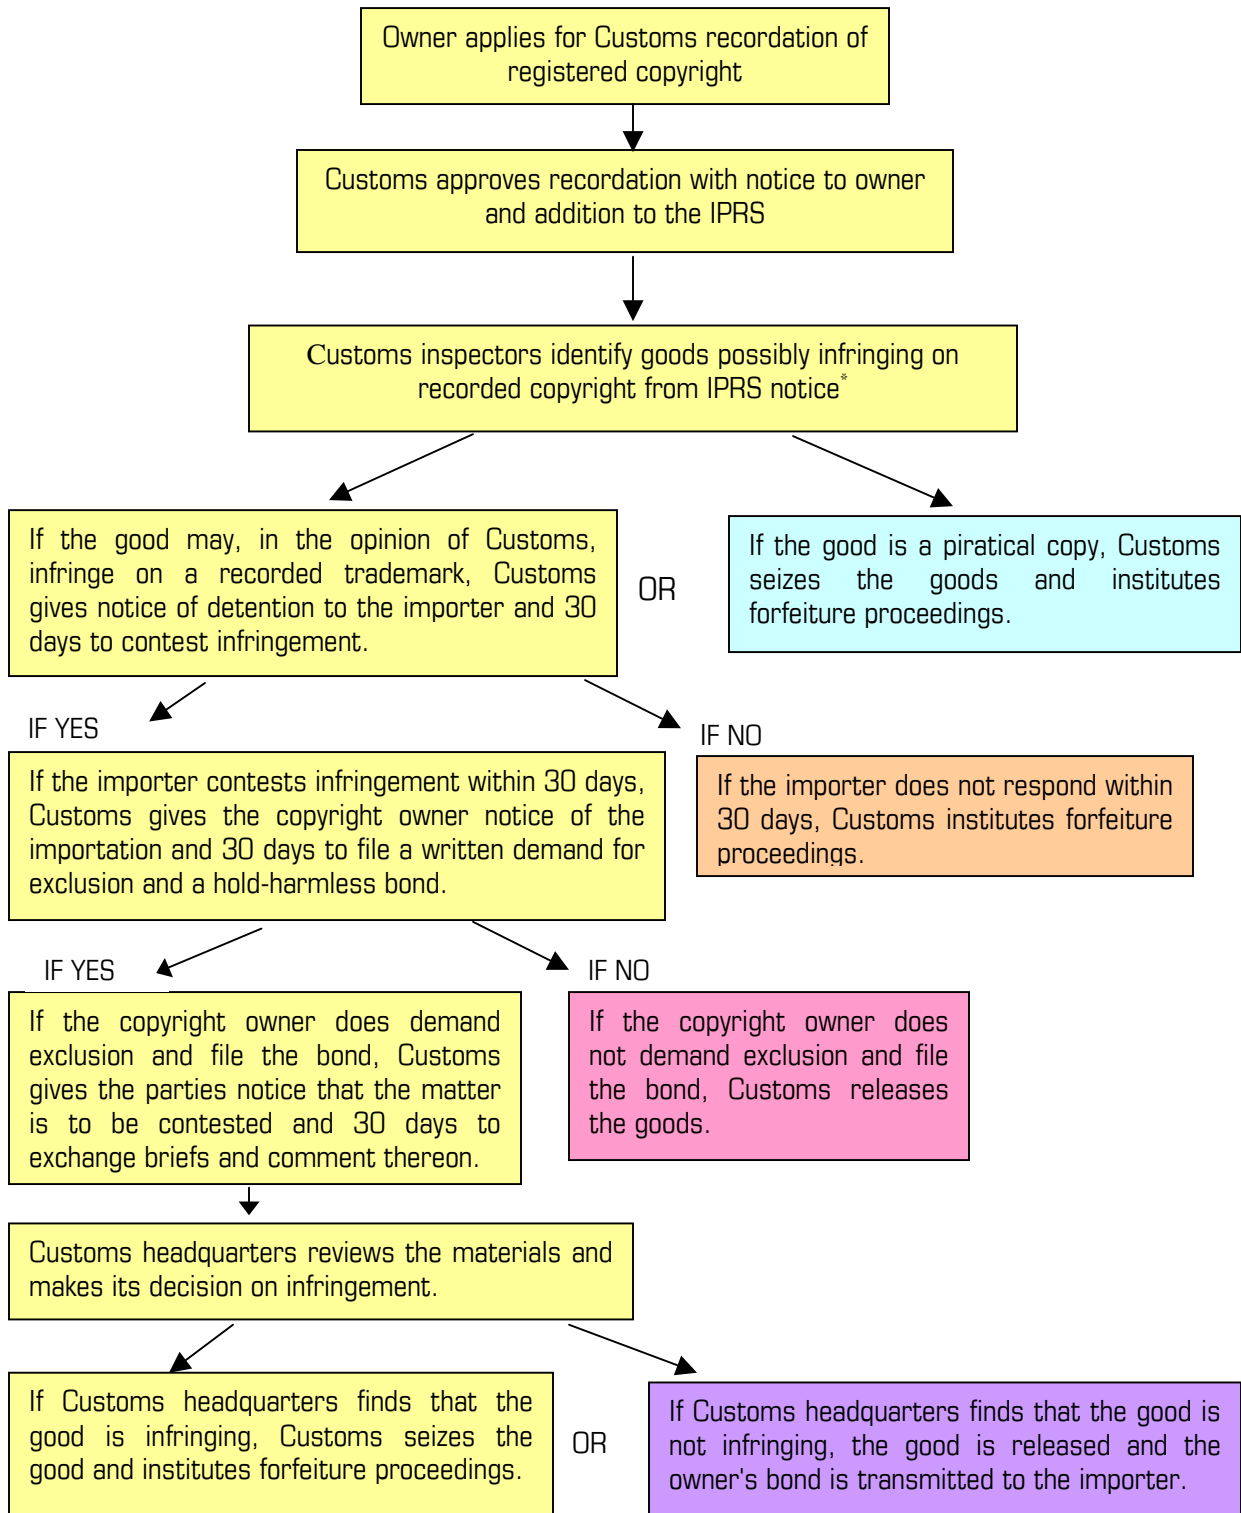 Owner applies for Customs recordation of
registered copyright
Customs approves recordation with notice to owner
and addition to the IPRS
Customs inspectors identify goods possibly infringing on
recorded copyright from IPRS notice*
If the good may, in the opinion of Customs,
infringe on a recorded trademark, Customs
gives notice of detention to the importer and 30
days to contest infringement.
OR
If the good is a piratical copy, Customs
seizes the goods and institutes
forfeiture proceedings.
IF YES
IF NO
If the importer contests infringement within 30 days,
Customs gives the copyright owner notice of the
importation and 30 days to file a written demand for
exclusion and a hold-harmless bond.
If the importer does not respond within
30 days, Customs institutes forfeiture
proceedings.
IF YES
IF NO
If the copyright owner does demand
exclusion and file the bond, Customs
gives the parties notice that the matter
is to be contested and 30 days to
exchange briefs and comment thereon.
If the copyright owner does
not demand exclusion and file
the bond, Customs releases
the goods.
Customs headquarters reviews the materials and
makes its decision on infringement.
If Customs headquarters finds that the
good is infringing, Customs seizes the
good and institutes forfeiture proceedings.
OR
If Customs headquarters finds that the good is
not infringing, the good is released and the
owner's bond is transmitted to the importer.